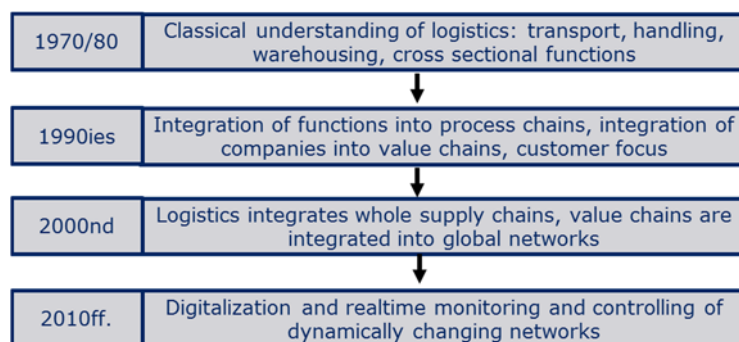 1970/80
Classical understanding of logistics: transport, handling,
warehousing, cross sectional functions
1990ies
Integration of functions into process chains, integration of
companies into value chains, customer focus
2000nd
Logistics integrates whole supply chains, value chains are
integrated into global networks
2010ff.
Digitalization and realtime monitoring and controlling of
dynamically changing networks